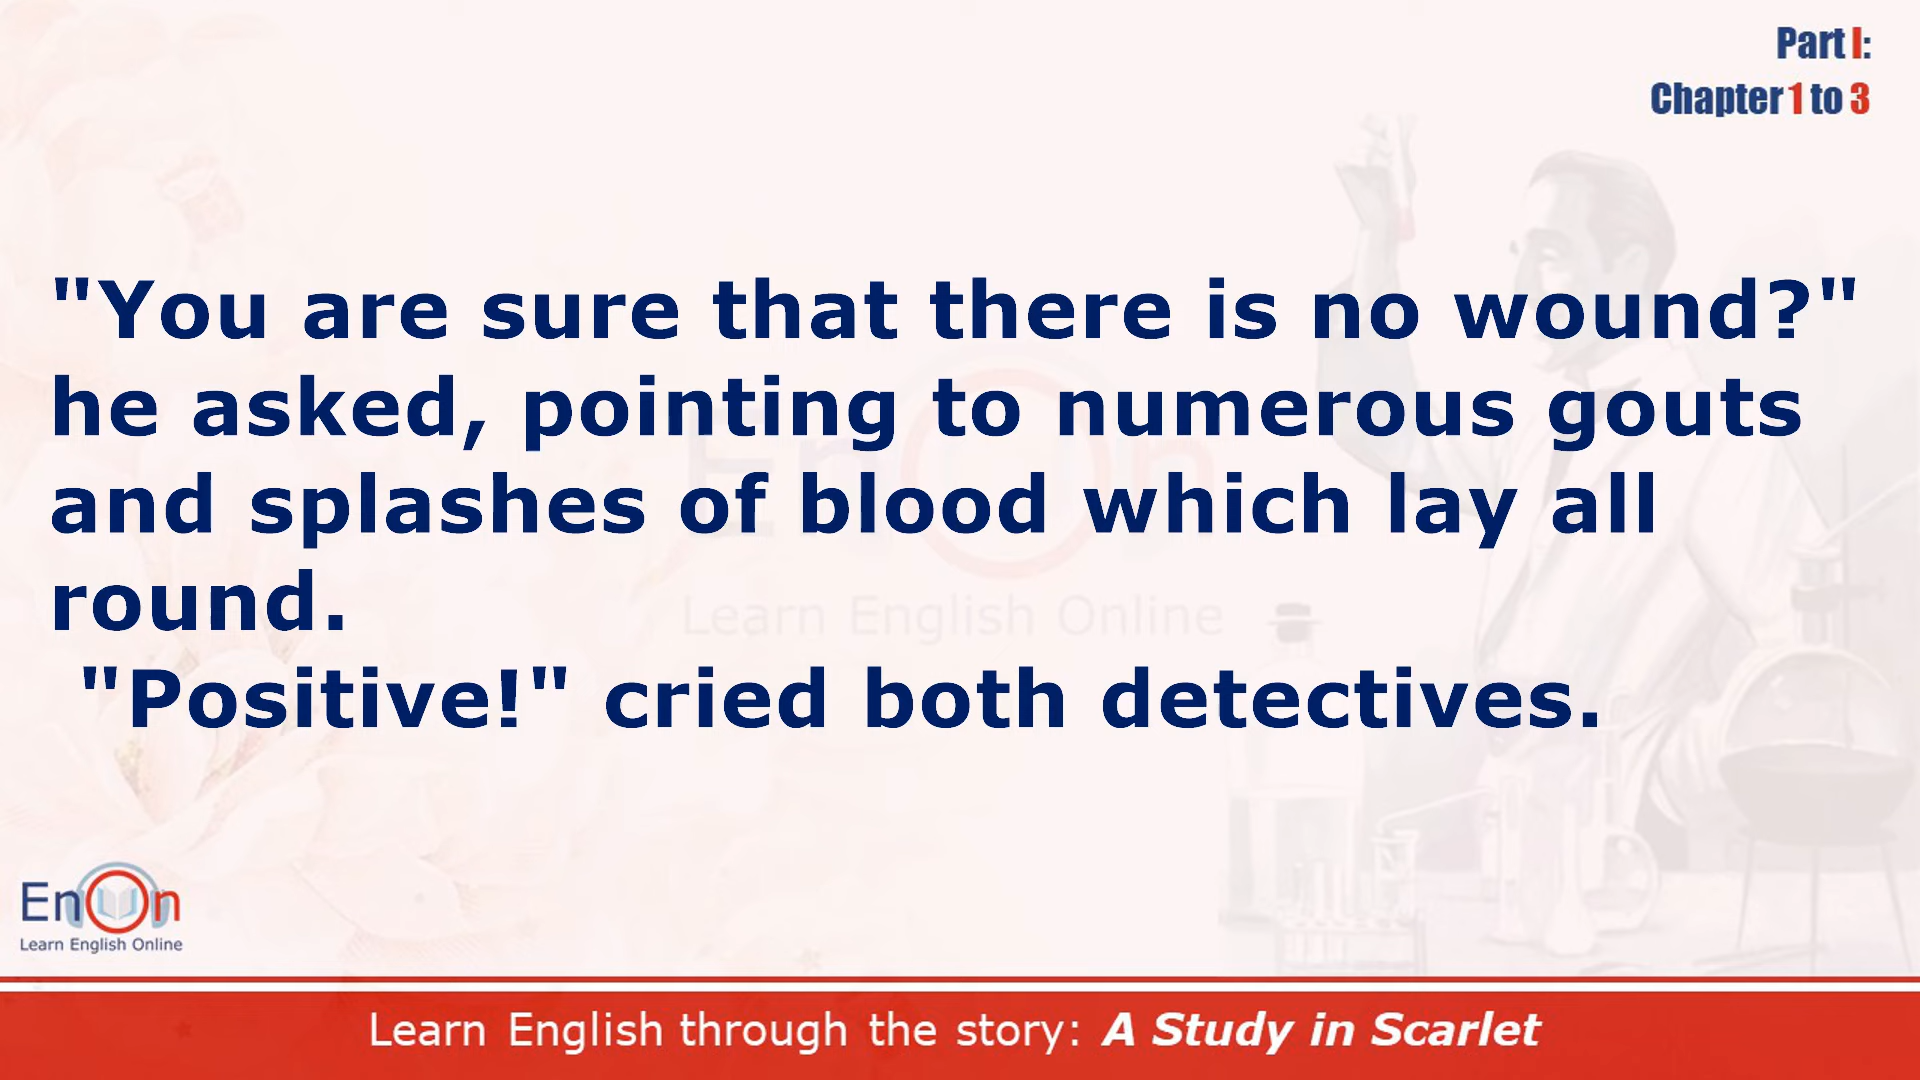 Part I:
Chapter 1 to 3
"You are sure that there is no wound?"
he asked, pointing to numerous gouts
and splashes of blood which lay all
round.
"Positive!" cried both detectives.
EnOn
Learn English Online
EnOn
Learn English Online
Learn English through the story: A Study in Scarlet